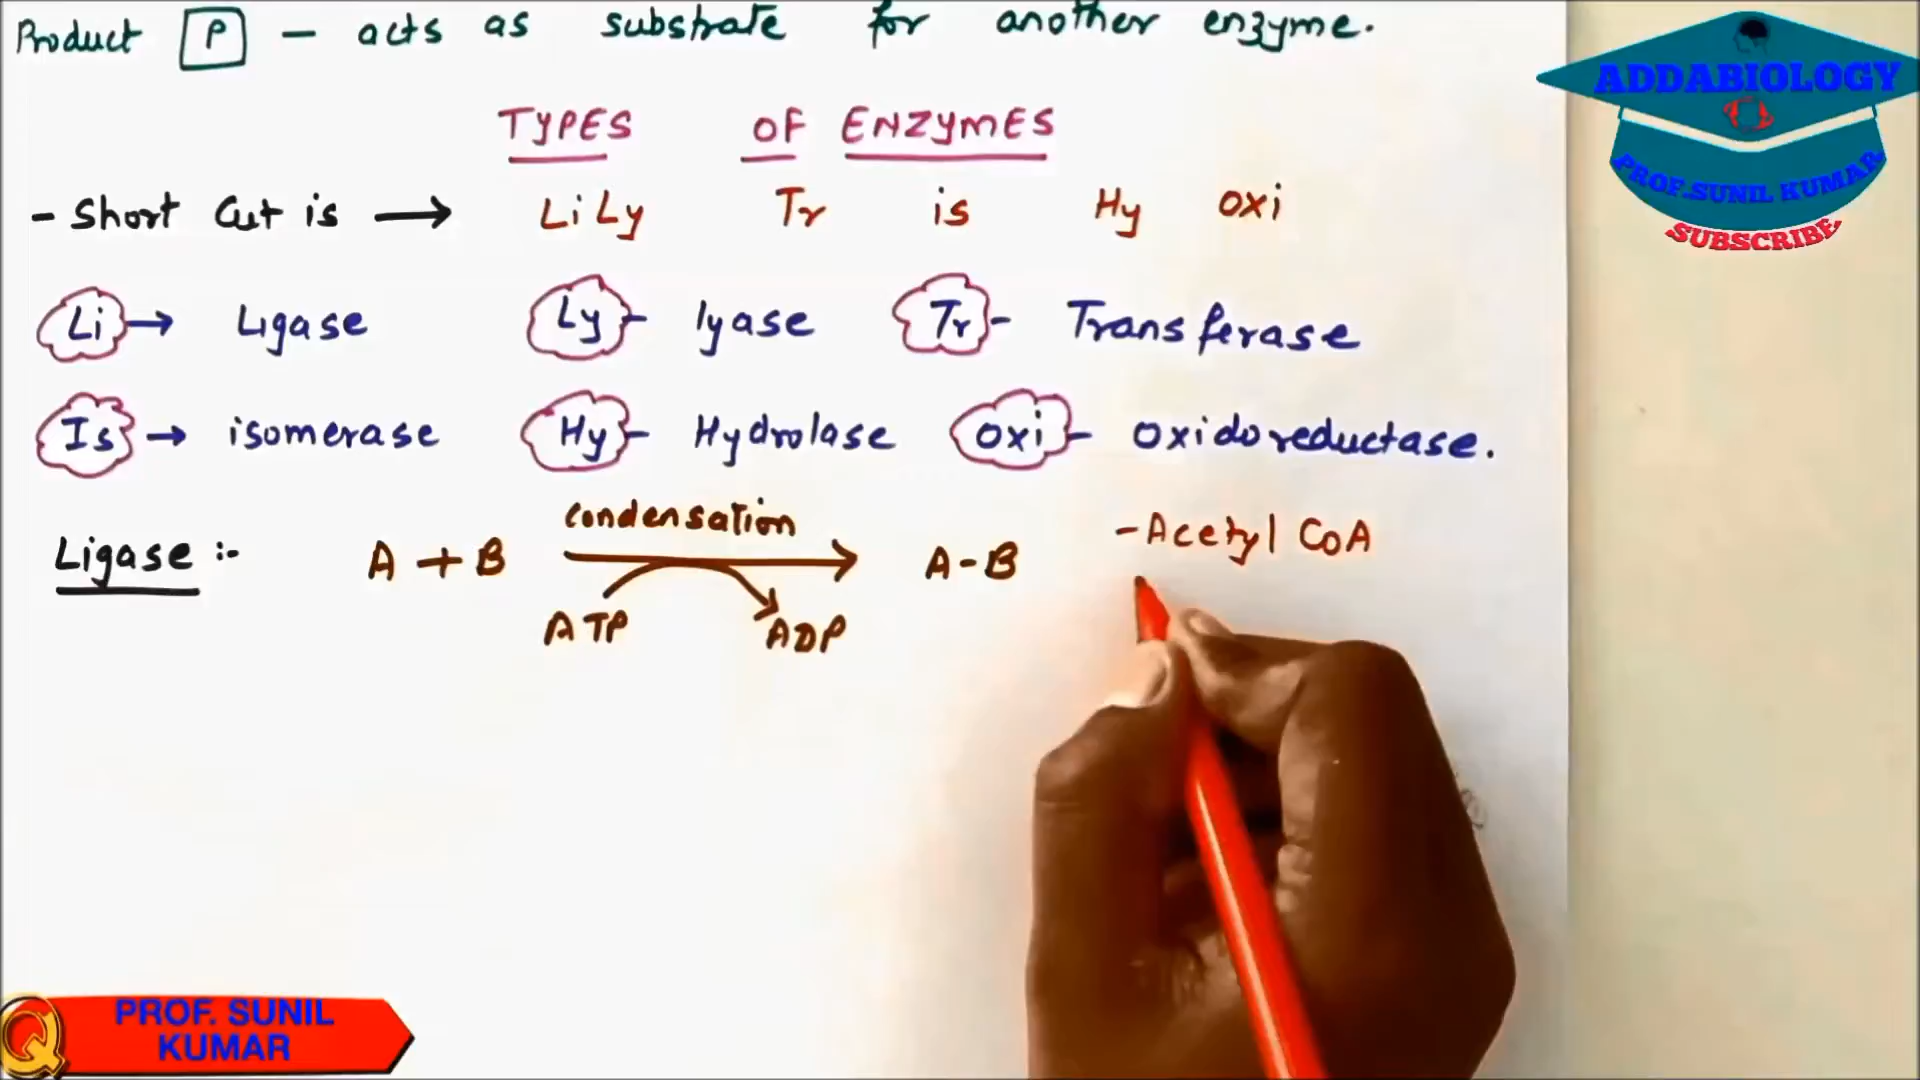 Product P - acts as substrate for another enzyme.
TYPES OF ENZYMES
- Short Cut is → LiLy Tr is Hy oxi
Li → Ligase Ly - lyase Tr - Transferase
Is → isomerase Hy - Hydrolase oxi - oxidoreductase.
Ligase :- A + B condensation A-B - Acetyl CoA
ATP ADP
ADDABIOLOGY
PROF.SUNIL KUMAR
SUBSCRIBE
PROF. SUNIL
KUMAR